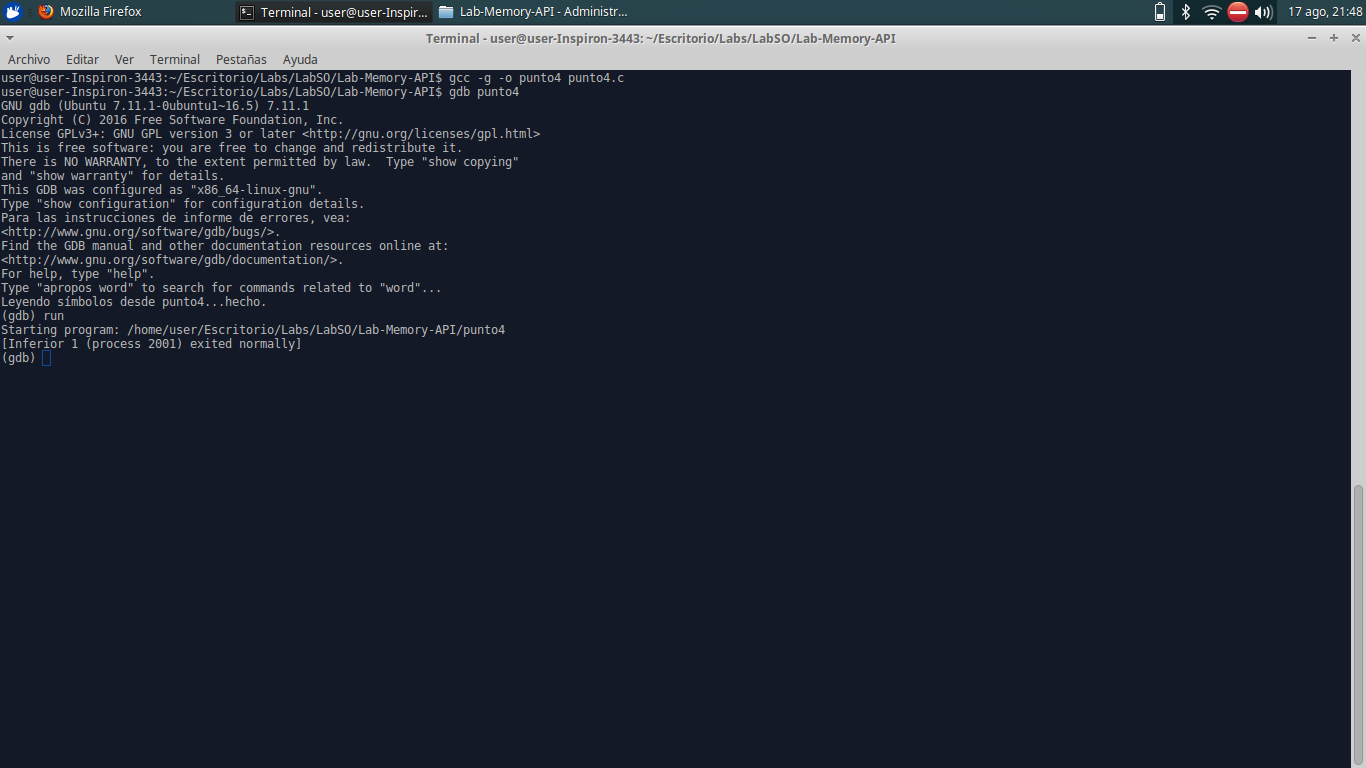 Mozilla Firefox
Terminal - user@user-Inspir...
Lab-Memory-API - Administr...
17 ago, 21:48
Terminal - user@user-Inspiron-3443: ~/Escritorio/Labs/LabSO/Lab-Memory-API
Archivo Editar Ver Terminal Pestañas Ayuda
user@user-Inspiron-3443:~/Escritorio/Labs/LabSO/Lab-Memory-API$ gcc -g -o punto4 punto4.c
user@user-Inspiron-3443:~/Escritorio/Labs/LabSO/Lab-Memory-API$ gdb punto4
GNU gdb (Ubuntu 7.11.1-0ubuntu1~16.5) 7.11.1
Copyright (C) 2016 Free Software Foundation, Inc.
License GPLv3+: GNU GPL version 3 or later <http://gnu.org/licenses/gpl.html>
This is free software: you are free to change and redistribute it.
There is NO WARRANTY, to the extent permitted by law.  Type "show copying"
and "show warranty" for details.
This GDB was configured as "x86_64-linux-gnu".
Type "show configuration" for configuration details.
Para las instrucciones de informe de errores, vea:
<http://www.gnu.org/software/gdb/bugs/>.
Find the GDB manual and other documentation resources online at:
<http://www.gnu.org/software/gdb/documentation/>.
For help, type "help".
Type "apropos word" to search for commands related to "word"...
Leyendo símbolos desde punto4...hecho.
(gdb) run
Starting program: /home/user/Escritorio/Labs/LabSO/Lab-Memory-API/punto4
[Inferior 1 (process 2001) exited normally]
(gdb)